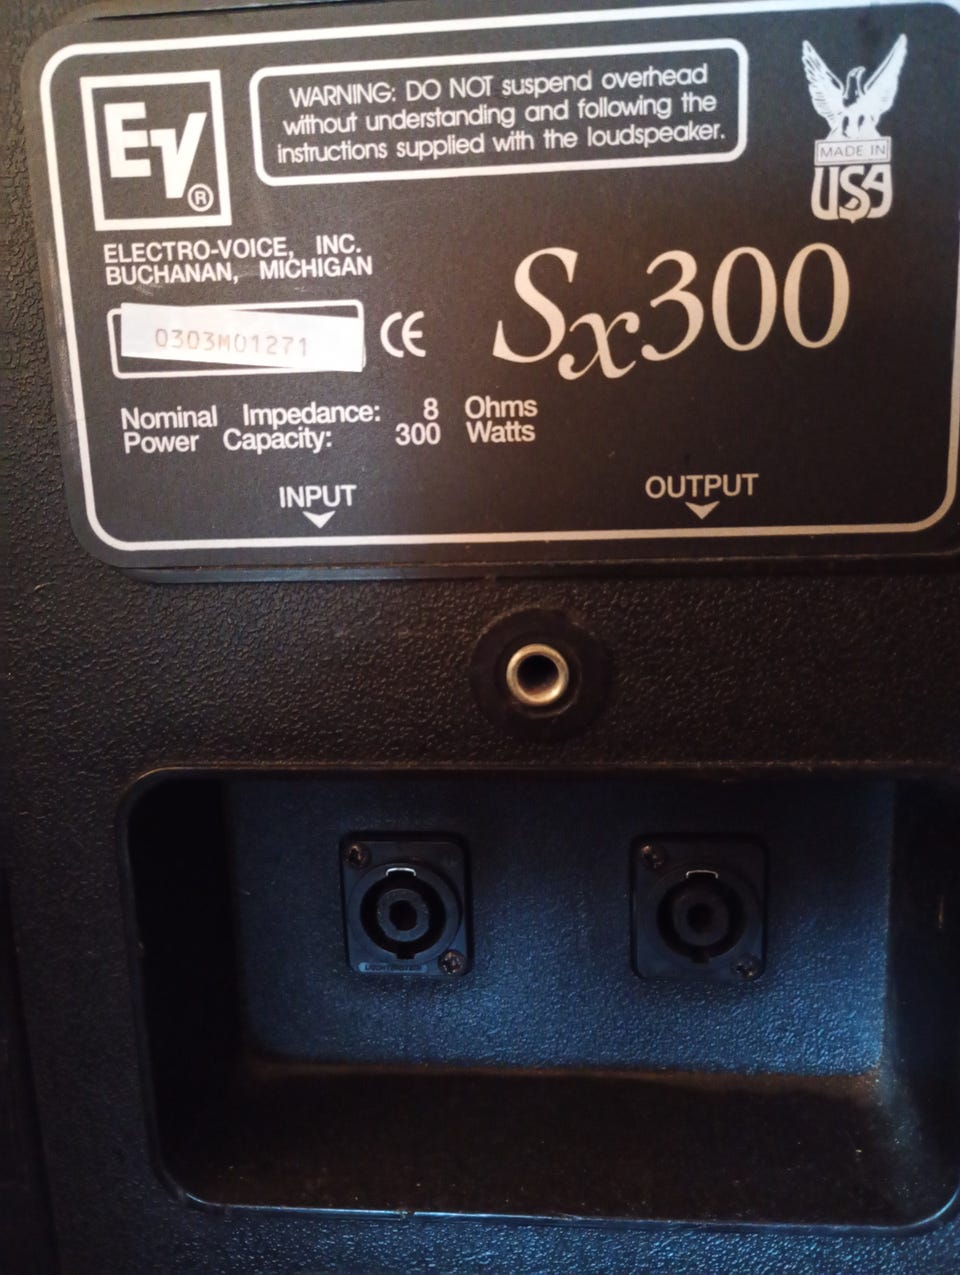 EV®
WARNING: DO NOT suspend overhead
without understanding and following the
instructions supplied with the loudspeaker.
MADE IN
USA
ELECTRO-VOICE, INC.
BUCHANAN, MICHIGAN
Sx300
0303M01271
CE
Nominal Impedance: 8 Ohms
Power Capacity: 300 Watts
INPUT
OUTPUT